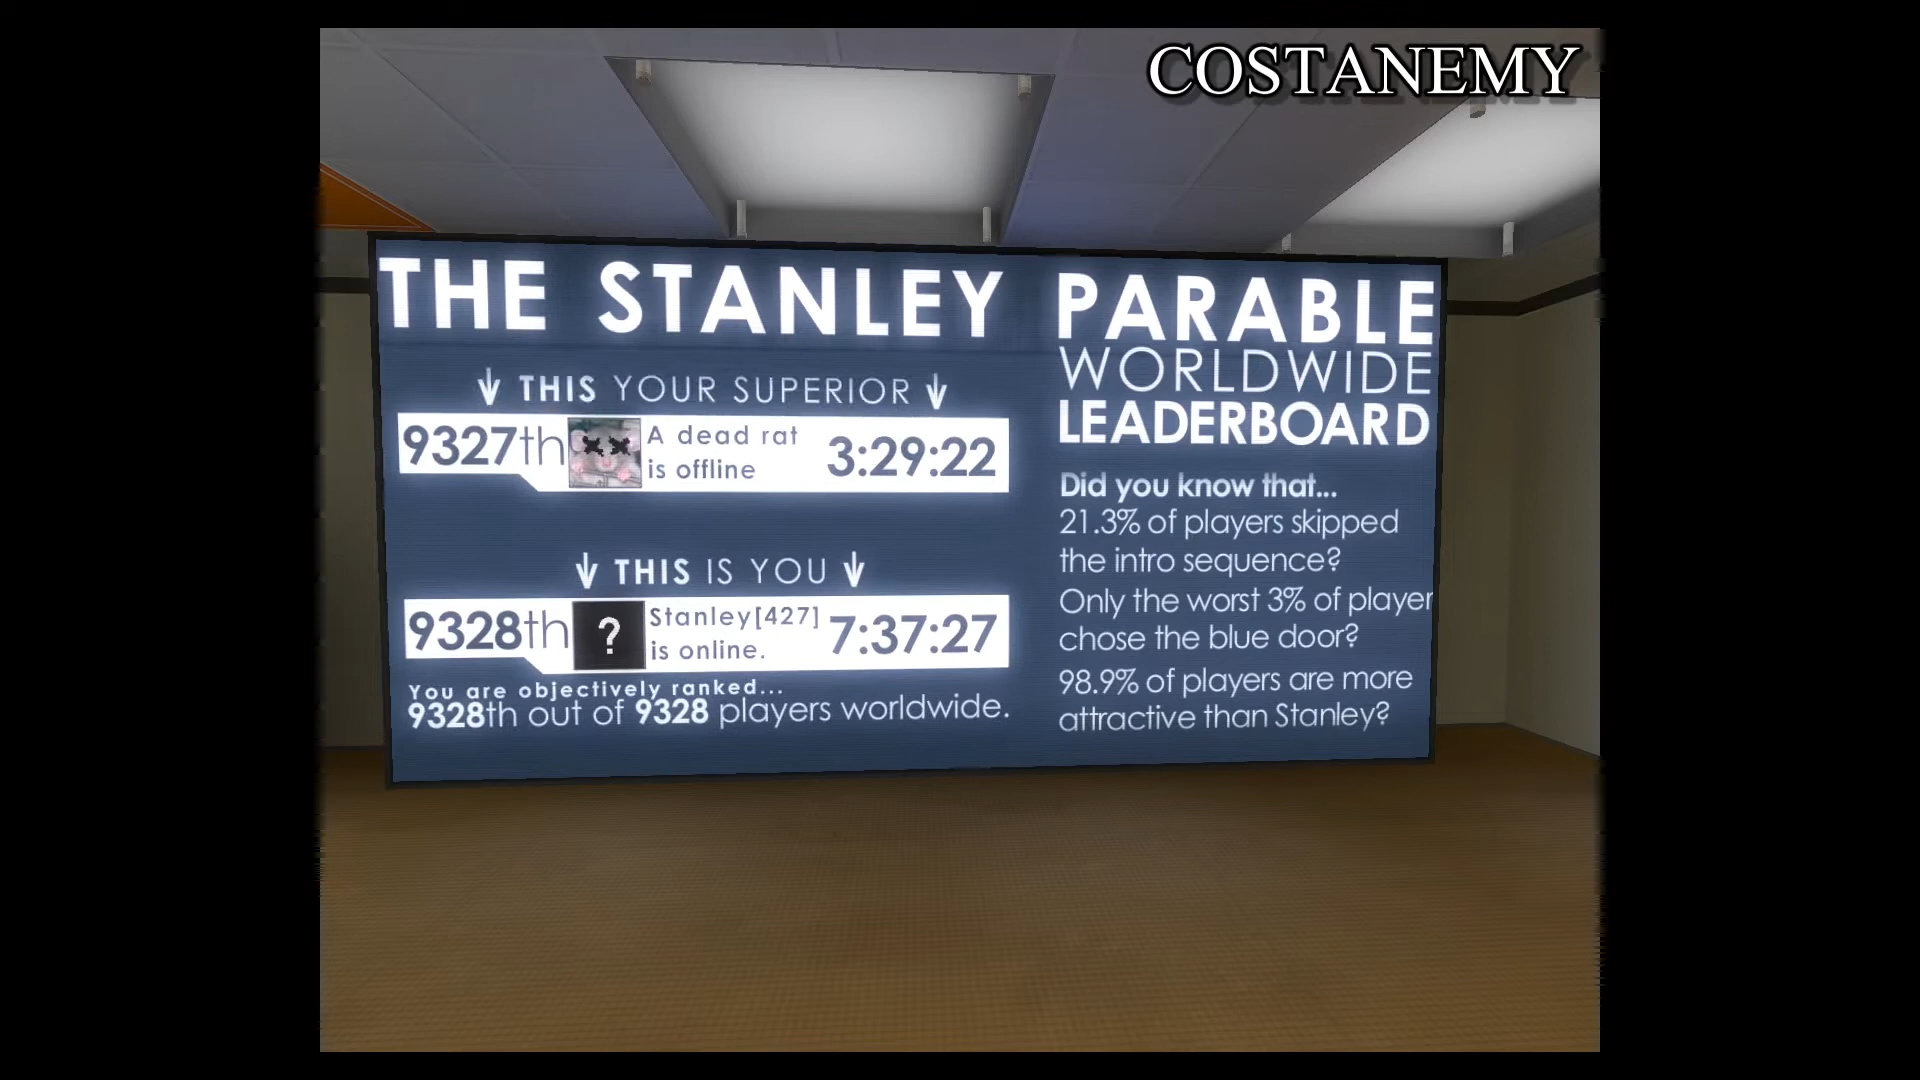 COSTANEMY
THE STANLEY PARABLE
WORLDWIDE
LEADERBOARD
THIS YOUR SUPERIOR
9327th
A dead rat
is offline
3:29:22
THIS IS YOU
9328th
?
Stanley[427]
is online.
7:37:27
You are objectively ranked...
9328th out of 9328 players worldwide.
Did you know that...
21.3% of players skipped
the intro sequence?
Only the worst 3% of player
chose the blue door?
98.9% of players are more
attractive than Stanley?